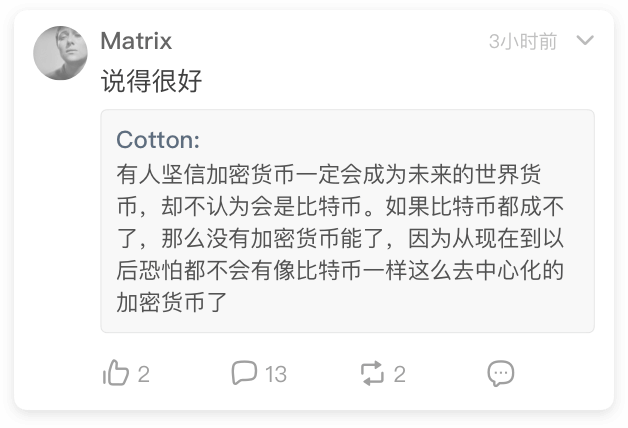 Matrix
3小时前
说得很好
Cotton:
有人坚信加密货币一定会成为未来的世界货
币，却不认为会是比特币。如果比特币都成不
了，那么没有加密货币能了，因为从现在到以
后恐怕都不会有像比特币一样这么去中心化的
加密货币了
2
13
2